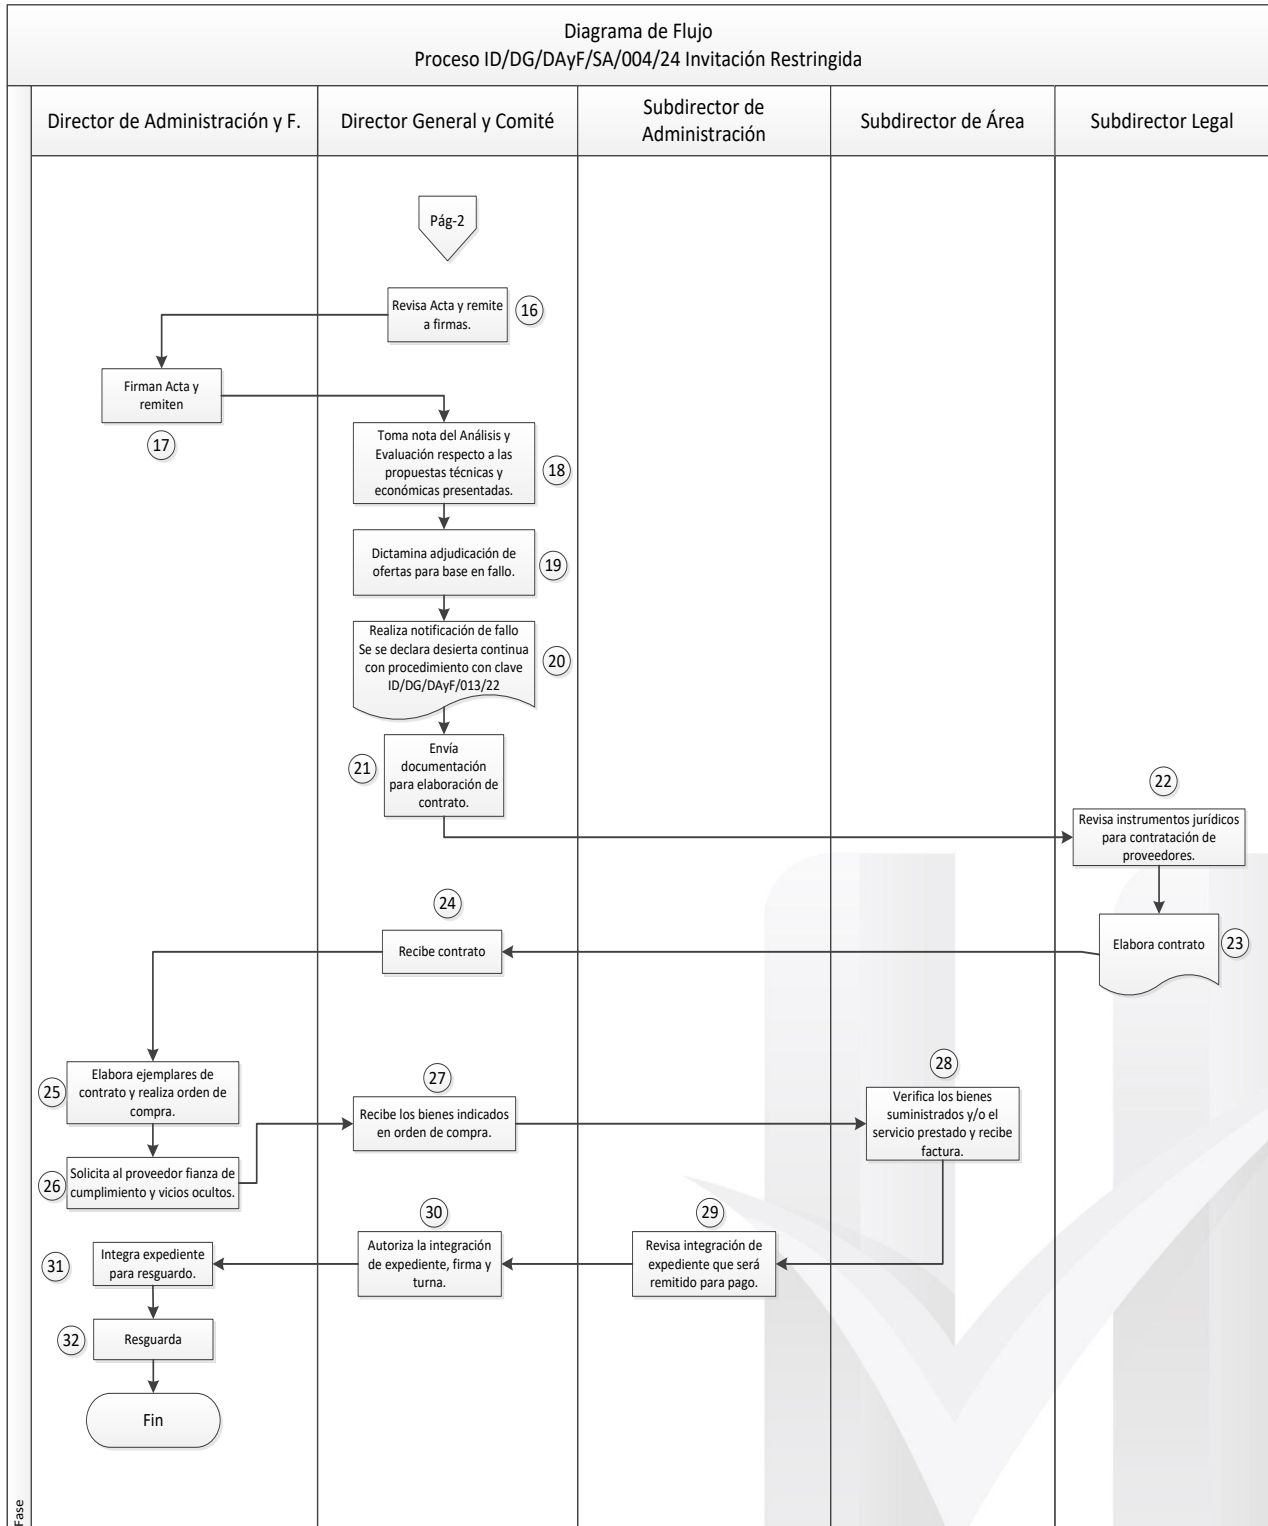 Diagrama de Flujo
Proceso ID/DG/DAyF/SA/004/24 Invitación Restringida
Director de Administración y F.
Director General y Comité
Subdirector de
Administración
Subdirector de Área
Subdirector Legal
Pág-2
Revisa Acta y remite
a firmas.
16
Firman Acta y
remiten
17
Toma nota del Análisis y
Evaluación respecto a las
propuestas técnicas y
económicas presentadas.
18
Dictamina adjudicación de
ofertas para base en fallo.
19
Realiza notificación de fallo
Se se declara desierta continua
con procedimiento con clave
ID/DG/DAyF/013/22
20
Envía
documentación
para elaboración de
contrato.
21
22
Revisa instrumentos jurídicos
para contratación de
proveedores.
Elabora contrato
23
24
Recibe contrato
25
Elabora ejemplares de
contrato y realiza orden de
compra.
26
Solicita al proveedor fianza de
cumplimiento y vicios ocultos.
27
Recibe los bienes indicados
en orden de compra.
28
Verifica los bienes
suministrados y/o el
servicio prestado y recibe
factura.
29
Revisa integración de
expediente que será
remitido para pago.
30
Autoriza la integración
de expediente, firma y
turna.
31
Integra expediente
para resguardo.
32
Resguarda
Fin
Fase